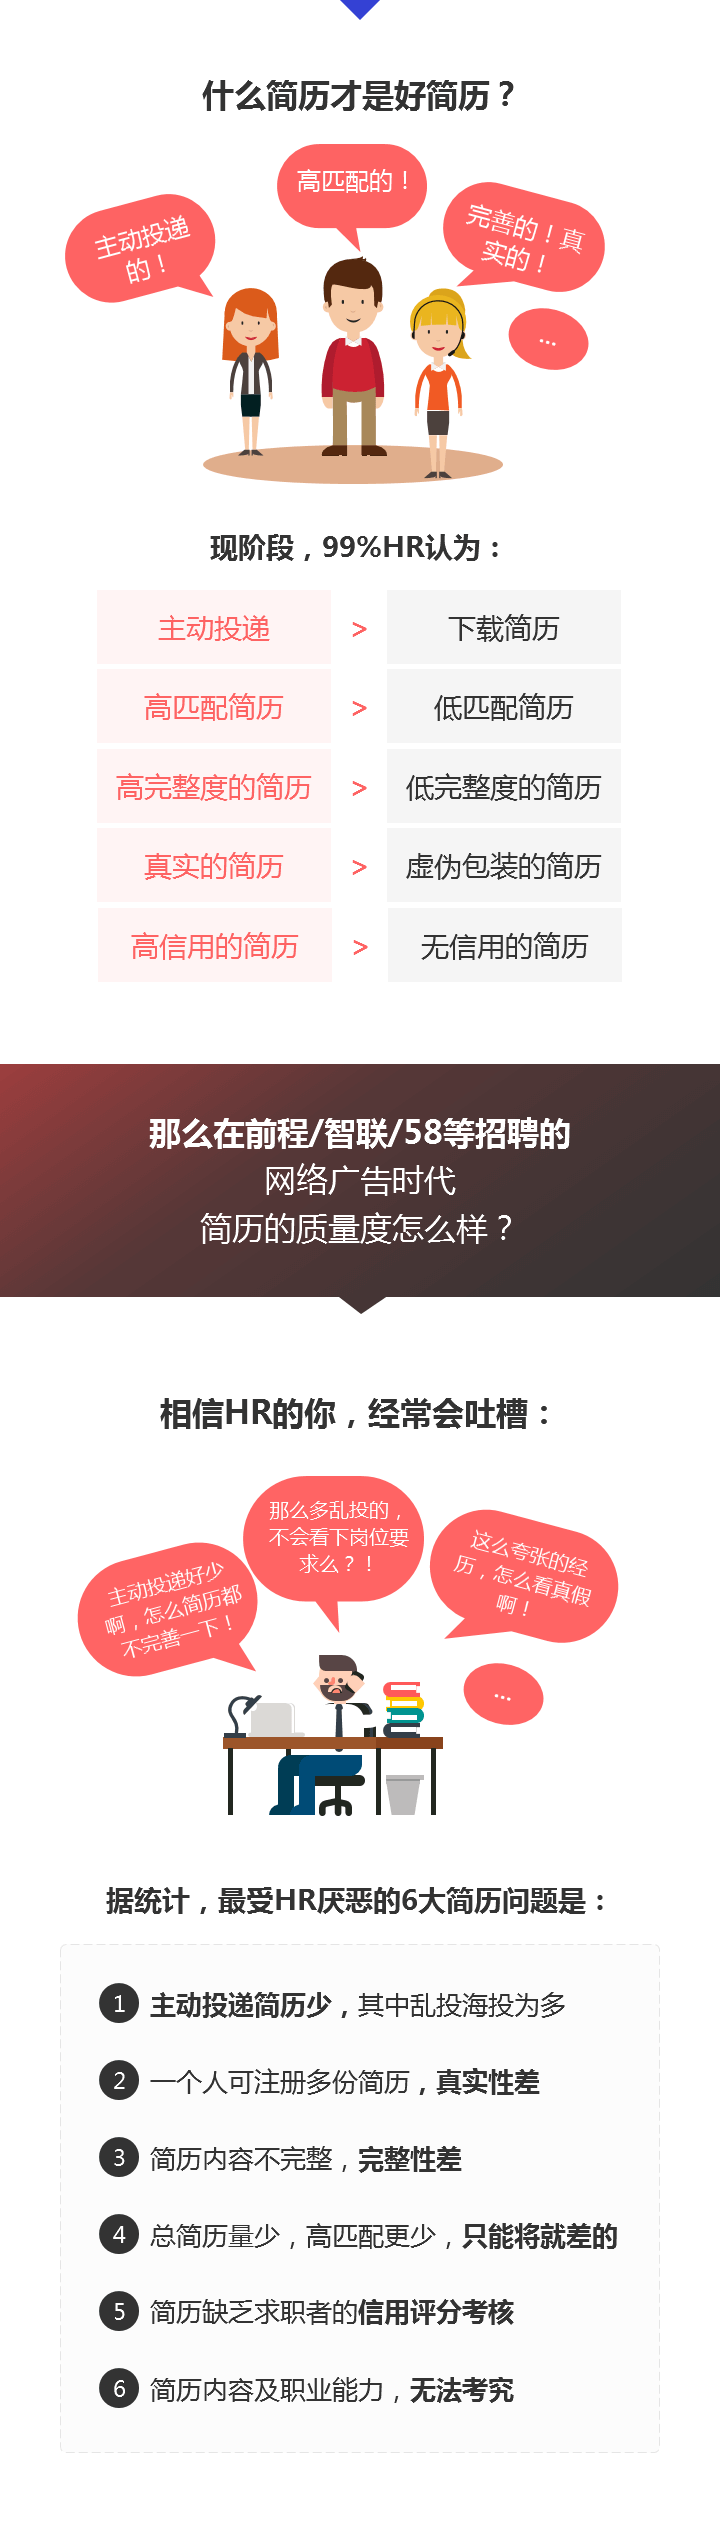 什么简历才是好简历？
高匹配的！
主动投递
的！
完善的！真
实的！
...
现阶段，99%HR认为：
主动投递 > 下载简历
高匹配简历 > 低匹配简历
高完整度的简历 > 低完整度的简历
真实的简历 > 虚伪包装的简历
高信用的简历 > 无信用的简历
那么在前程/智联/58等招聘的
网络广告时代
简历的质量度怎么样？
相信HR的你，经常会吐槽：
那么多乱投的，
不会看下岗位要
求么？！
主动投递好少
啊，怎么简历都
不完善一下！
这么夸张的经
历，怎么看真假
啊！
...
据统计，最受HR厌恶的6大简历问题是：
1 主动投递简历少，其中乱投海投为多
2 一个人可注册多份简历，真实性差
3 简历内容不完整，完整性差
4 总简历量少，高匹配更少，只能将就差的
5 简历缺乏求职者的信用评分考核
6 简历内容及职业能力，无法考究